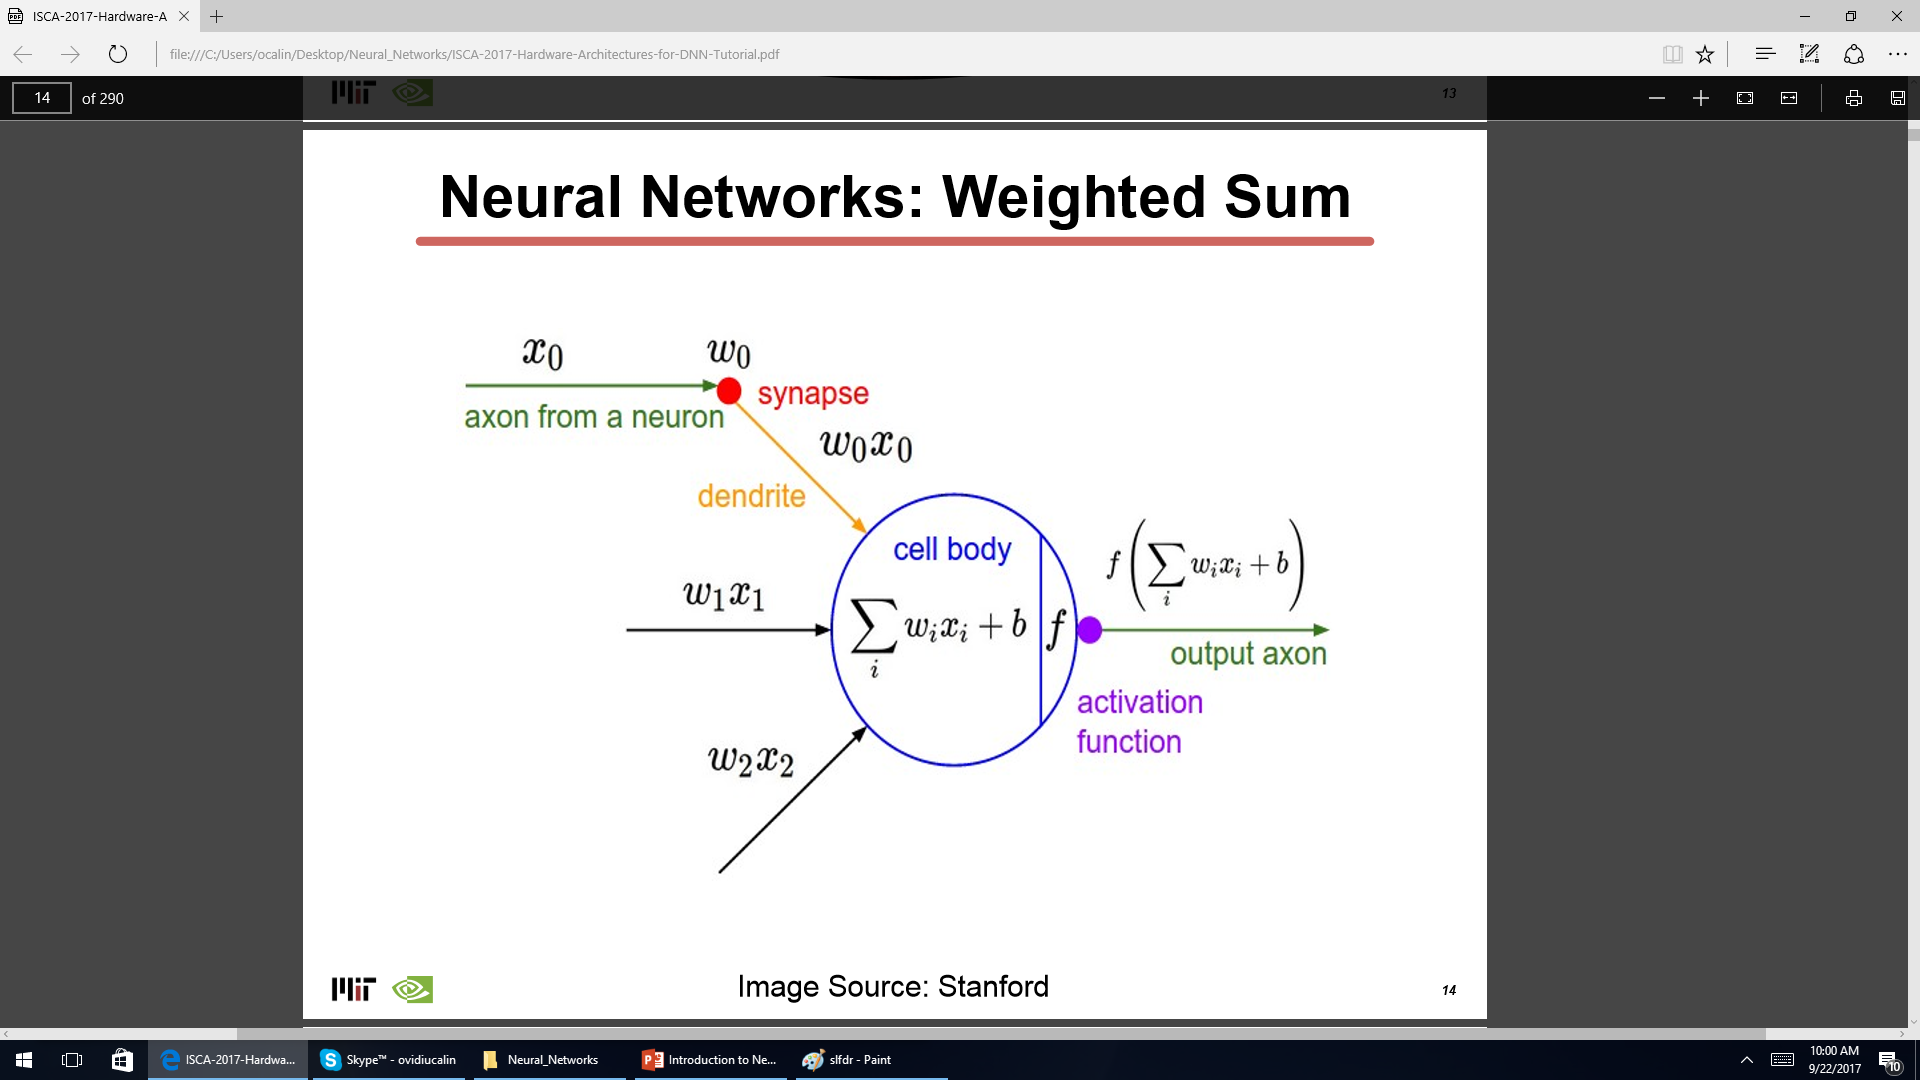 ISCA-2017-Hardware-A
file:///C:/Users/ocalin/Desktop/Neural_Networks/ISCA-2017-Hardware-Architectures-for-DNN-Tutorial.pdf
14 of 290
MIT
13
Neural Networks: Weighted Sum
x₀ w₀
synapse
axon from a neuron
w₀x₀
dendrite
cell body
f(∑ᵢ wᵢxᵢ + b)
w₁x₁
∑ᵢ wᵢxᵢ + b f
output axon
activation
function
w₂x₂
Image Source: Stanford
MIT
14
ISCA-2017-Hardwa...
Skype™ - ovidiucalin
Neural_Networks
Introduction to Ne...
slfdr - Paint
10:00 AM
9/22/2017
10